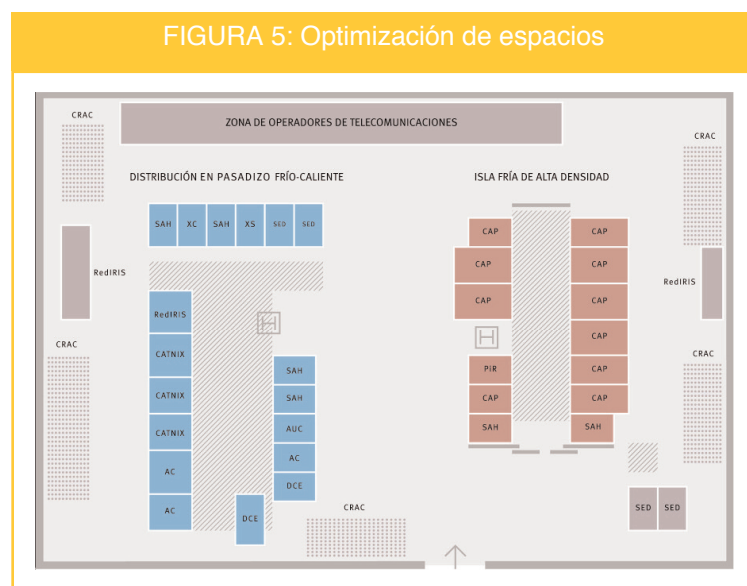 FIGURA 5: Optimización de espacios
CRAC
ZONA DE OPERADORES DE TELECOMUNICACIONES
CRAC
DISTRIBUCIÓN EN PASADIZO FRÍO-CALIENTE
ISLA FRÍA DE ALTA DENSIDAD
SAH XC SAH XS SED SED
RedIRIS
RedIRIS
CATNIX
CATNIX
CATNIX
AC
AC
H
SAH
SAH
AUC
AC
DCE
DCE
CAP
CAP
CAP
H
PIR
CAP
SAH
CAP
CAP
CAP
CAP
CAP
CAP
SAH
RedIRIS
CRAC
CRAC
CRAC
SED SED